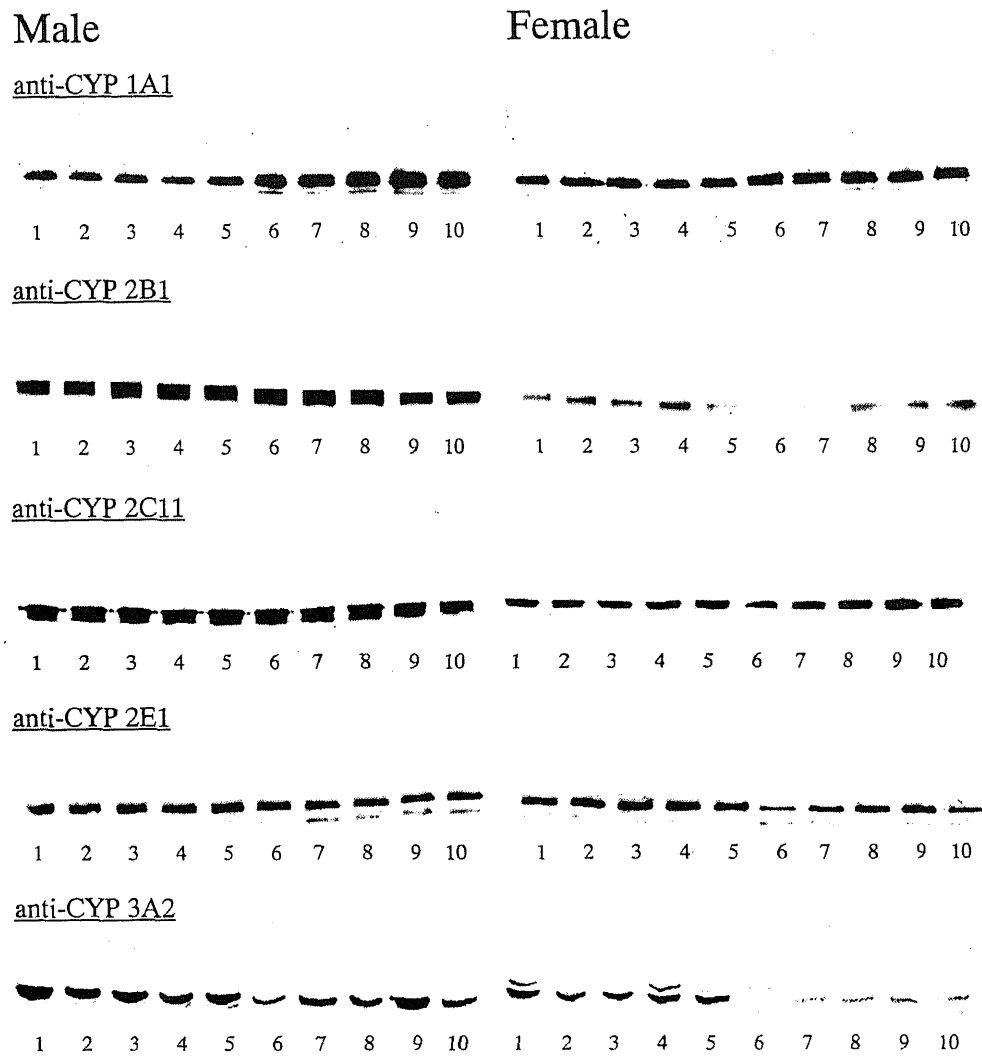 Male Female
anti-CYP 1A1
1 2 3 4 5 6 7 8 9 10 1 2 3 4 5 6 7 8 9 10
anti-CYP 2B1
1 2 3 4 5 6 7 8 9 10 1 2 3 4 5 6 7 8 9 10
anti-CYP 2C11
1 2 3 4 5 6 7 8 9 10 1 2 3 4 5 6 7 8 9 10
anti-CYP 2E1
1 2 3 4 5 6 7 8 9 10 1 2 3 4 5 6 7 8 9 10
anti-CYP 3A2
1 2 3 4 5 6 7 8 9 10 1 2 3 4 5 6 7 8 9 10